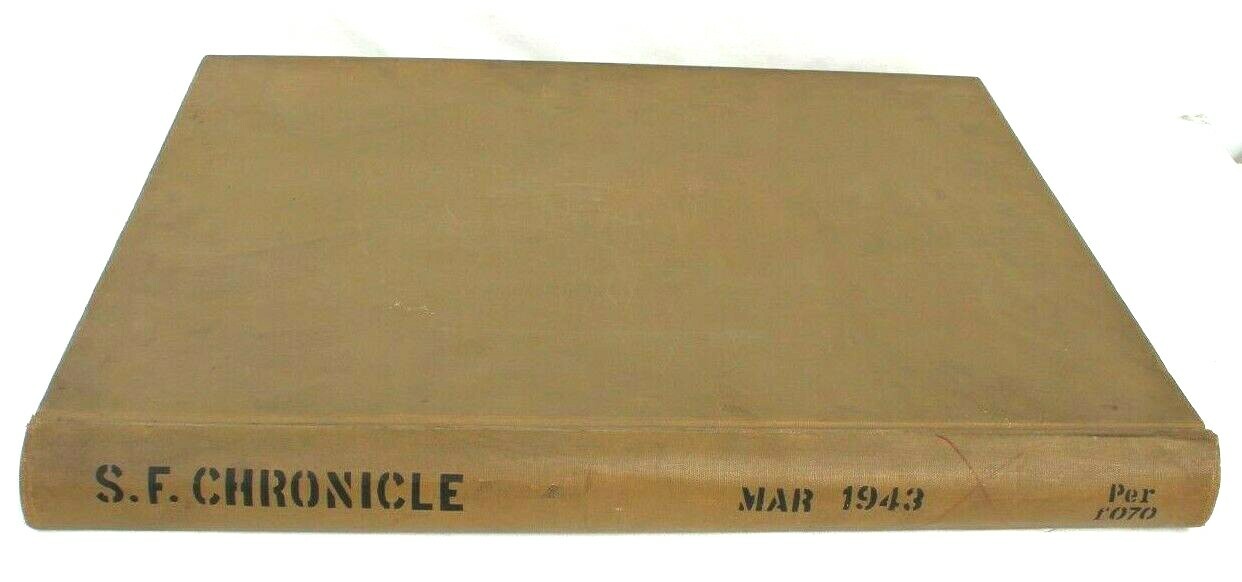 S.F. CHRONICLE MAR 1943 Per
f070